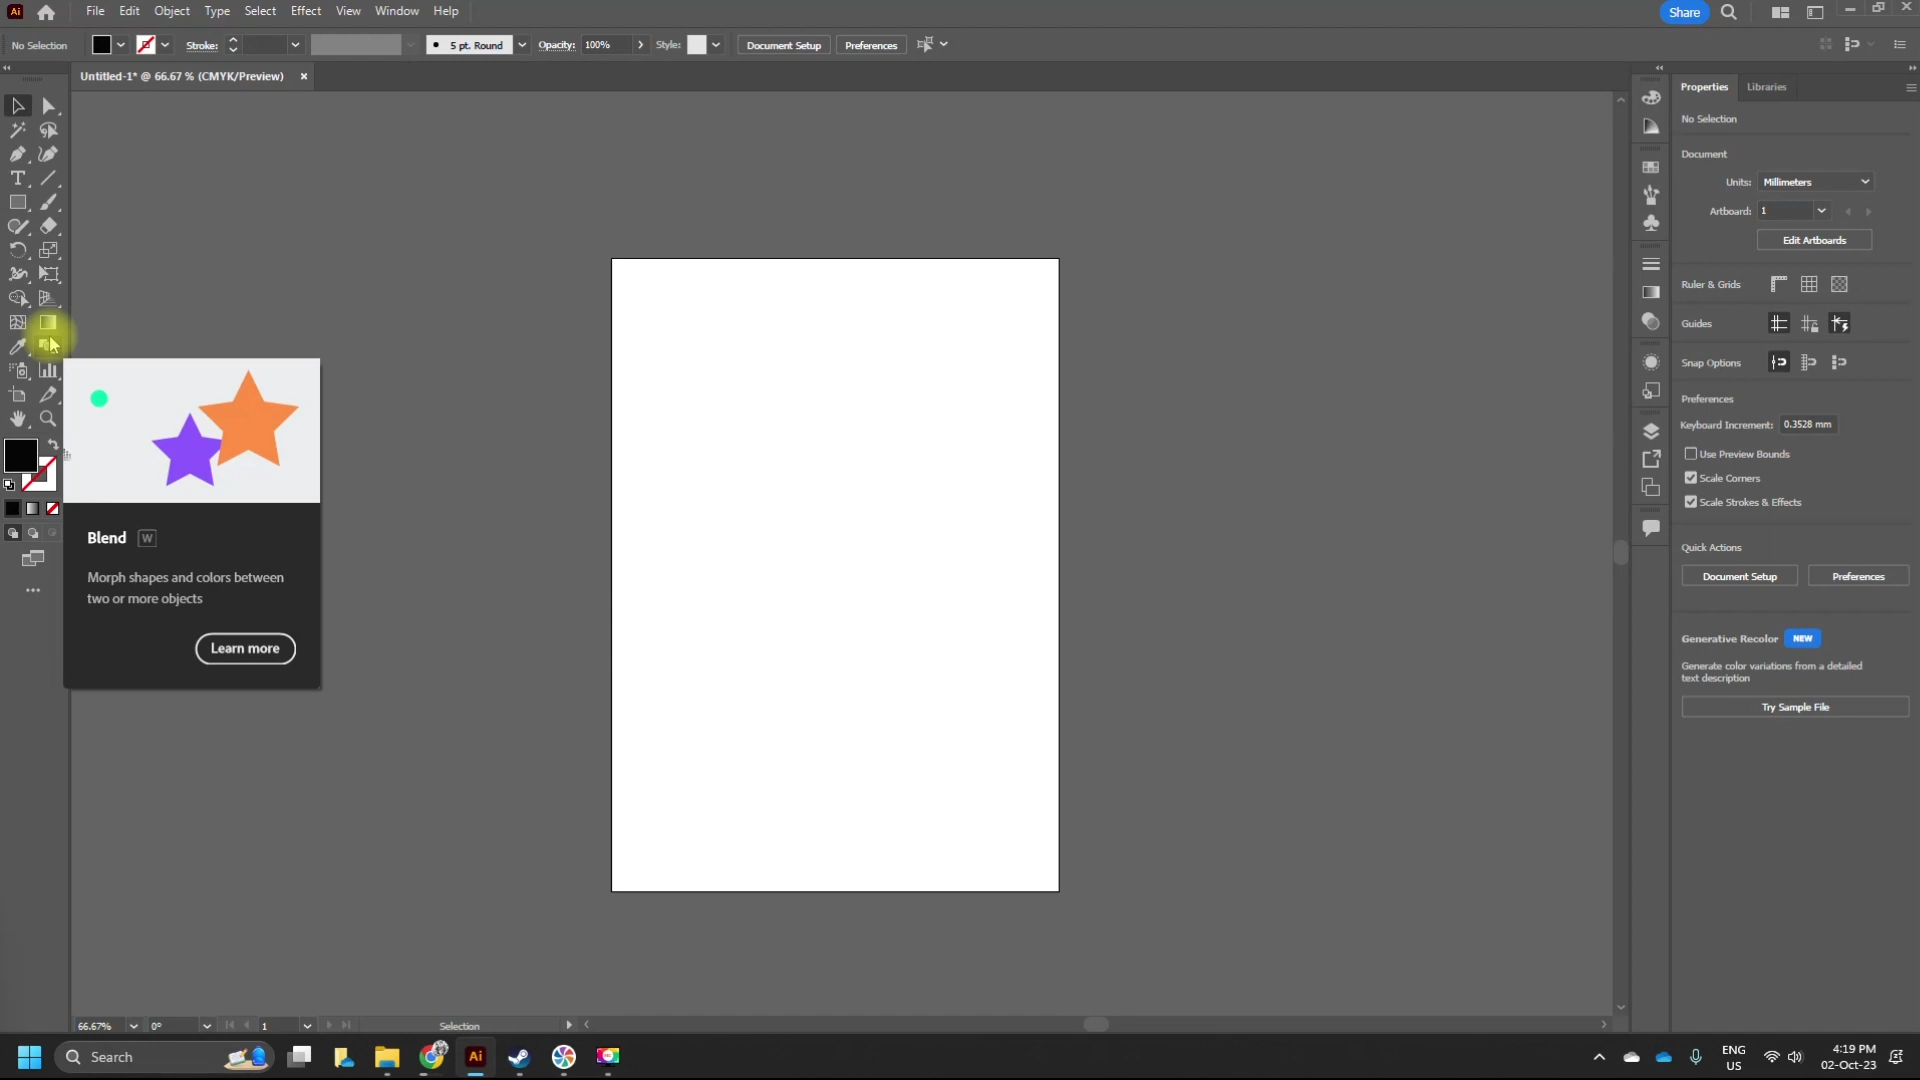 Ai File Edit Object Type Select Effect View Window Help Share
No Selection Stroke: 5 pt. Round Opacity: 100% Style: Document Setup Preferences
Untitled-1* @ 66.67 % (CMYK/Preview)
Properties Libraries
No Selection
Document
Units: Millimeters
Artboard: 1
Edit Artboards
Ruler & Grids
Guides
Snap Options
Preferences
Keyboard Increment: 0.3528 mm
Use Preview Bounds
Scale Corners
Scale Strokes & Effects
Quick Actions
Document Setup Preferences
Generative Recolor NEW
Generate color variations from a detailed
text description
Try Sample File
Blend W
Morph shapes and colors between
two or more objects
Learn more
66.67% 0° 1 Selection
Search Ai ENG
US
4:19 PM
02-Oct-23